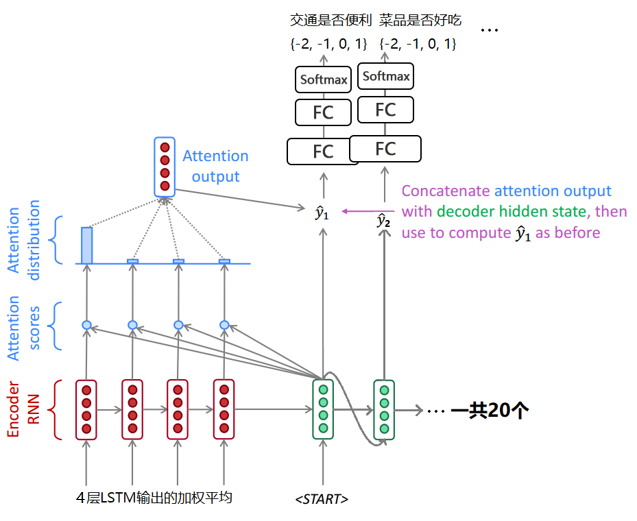 交通是否便利 菜品是否好吃
{-2, -1, 0, 1} {-2, -1, 0, 1} ...
Softmax Softmax
FC FC
FC FC
Attention
output
Concatenate attention output
with decoder hidden state, then
use to compute ŷ₁ as before
ŷ₁
ŷ₂
Attention
distribution
Attention
scores
Encoder
RNN
... 一共20个
4层LSTM输出的加权平均
<START>